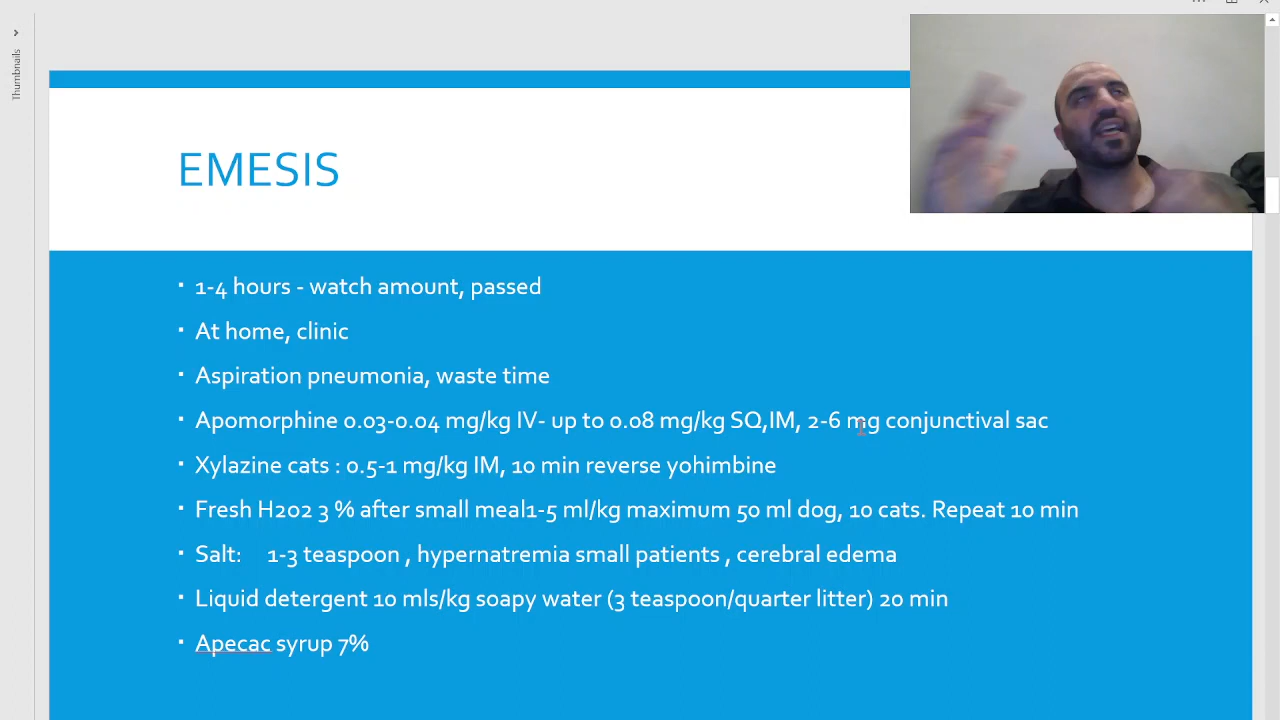 Thumbnails
EMESIS
1-4 hours - watch amount, passed
At home, clinic
Aspiration pneumonia, waste time
Apomorphine 0.03-0.04 mg/kg IV- up to 0.08 mg/kg SQ,IM, 2-6 mg conjunctival sac
Xylazine cats : 0.5-1 mg/kg IM, 10 min reverse yohimbine
Fresh H2O2 3 % after small meal1-5 ml/kg maximum 50 ml dog, 10 cats. Repeat 10 min
Salt: 1-3 teaspoon , hypernatremia small patients , cerebral edema
Liquid detergent 10 mls/kg soapy water (3 teaspoon/quarter litter) 20 min
Apecac syrup 7%